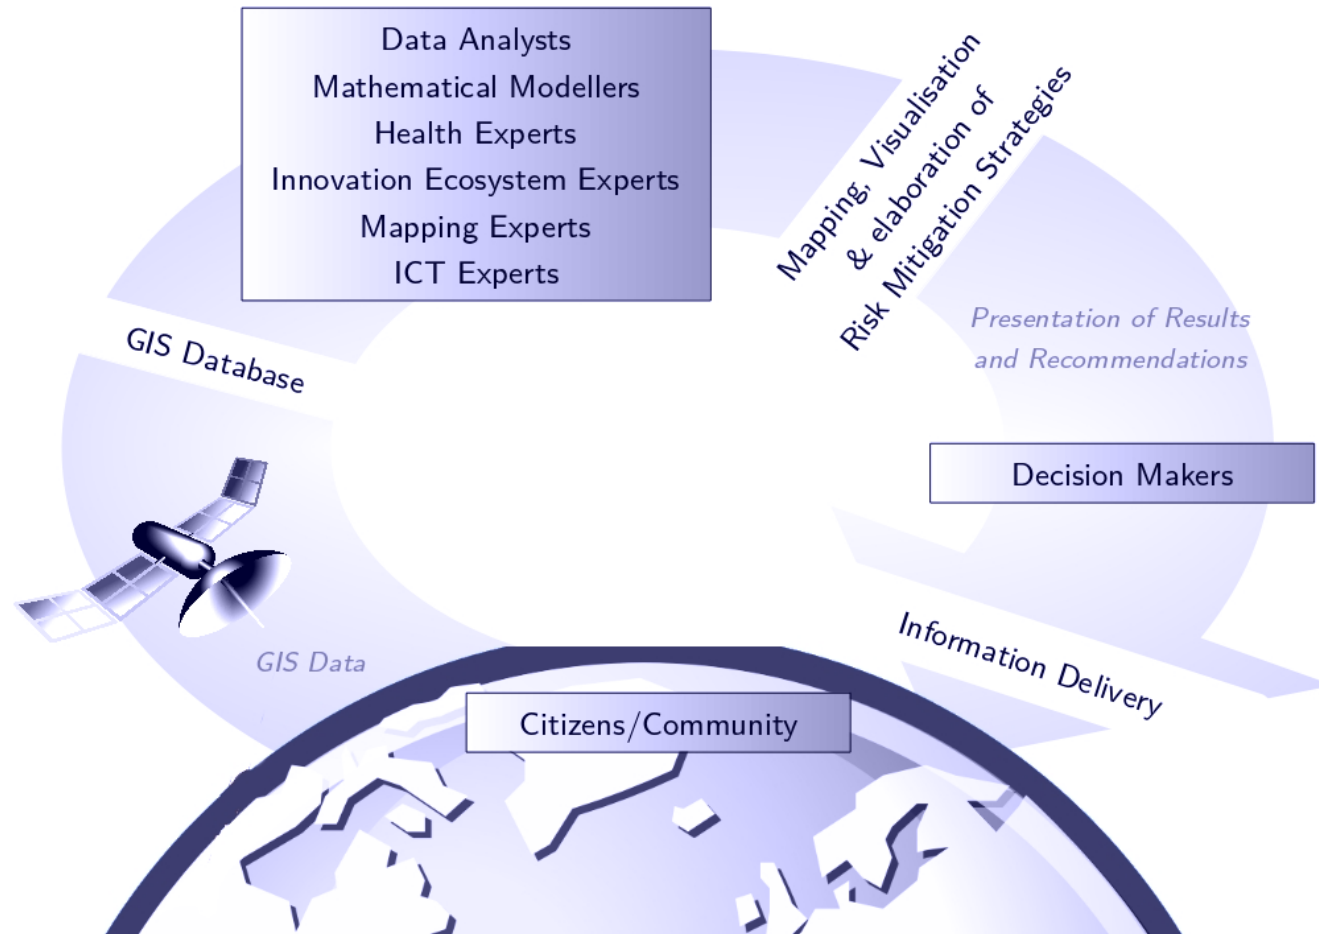 Data Analysts
Mathematical Modellers
Health Experts
Innovation Ecosystem Experts
Mapping Experts
ICT Experts
Mapping, Visualisation
& elaboration of
Risk Mitigation Strategies
GIS Database
Presentation of Results
and Recommendations
Decision Makers
Information Delivery
GIS Data
Citizens/Community